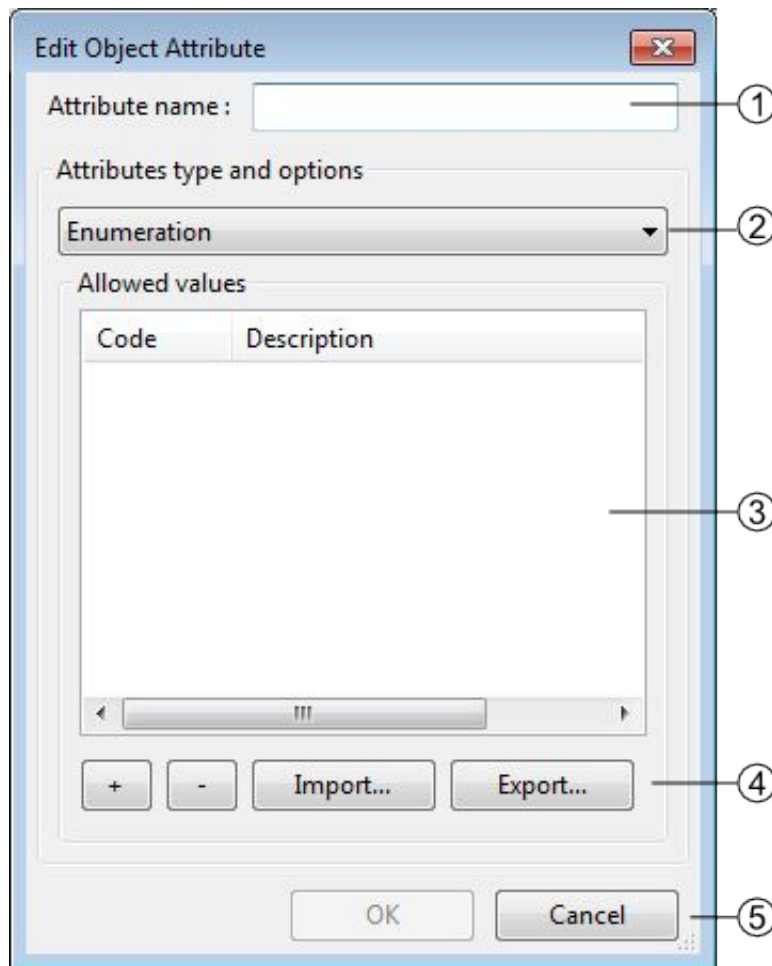 Edit Object Attribute
Attribute name :
1
Attributes type and options
Enumeration
2
Allowed values
Code Description
3
+ - Import... Export...
4
OK Cancel
5